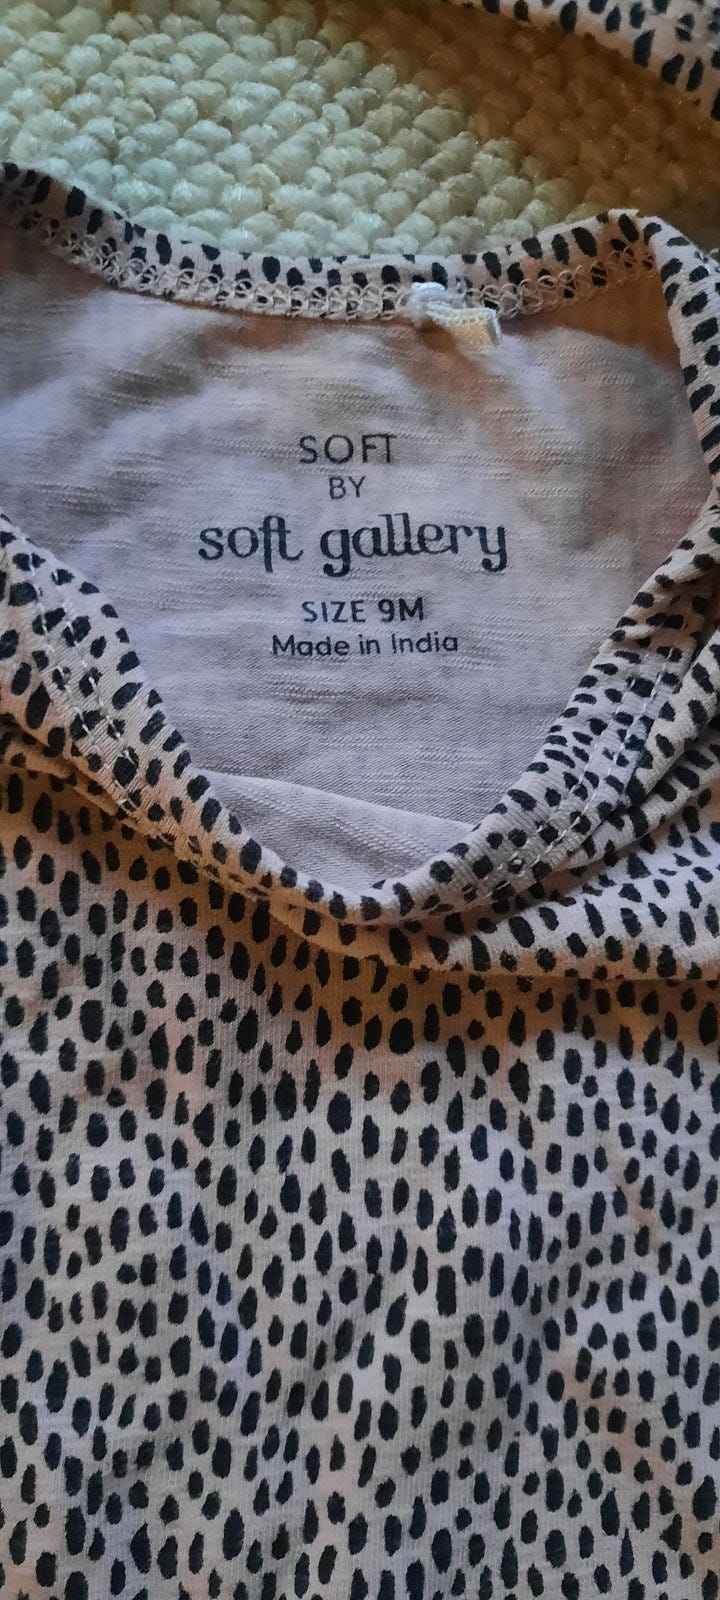 SOFT
BY
soft gallery
SIZE 9M
Made in India